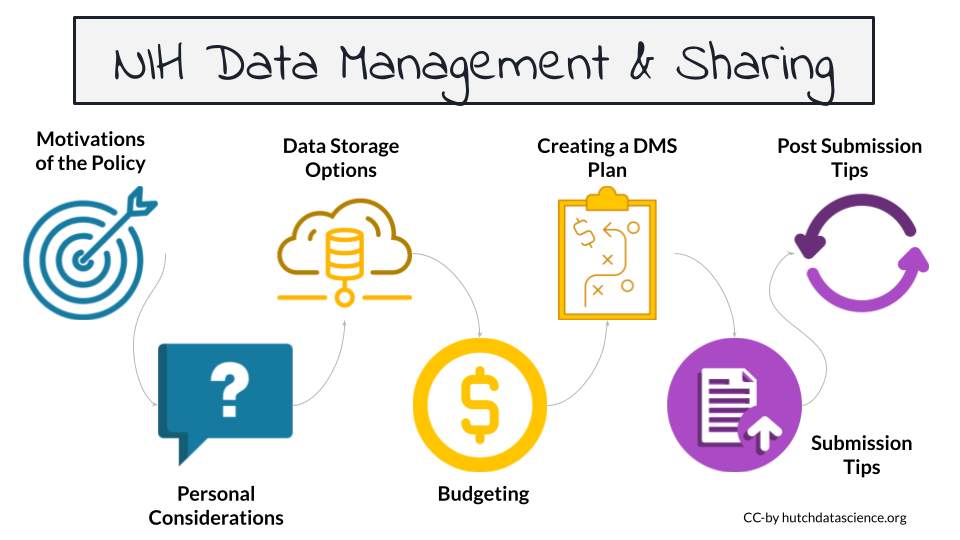 NIH Data Management & Sharing
Motivations
of the Policy
Data Storage
Options
Creating a DMS
Plan
Post Submission
Tips
$
x
x
?
$
Personal
Considerations
Budgeting
Submission
Tips
CC-by hutchdatascience.org